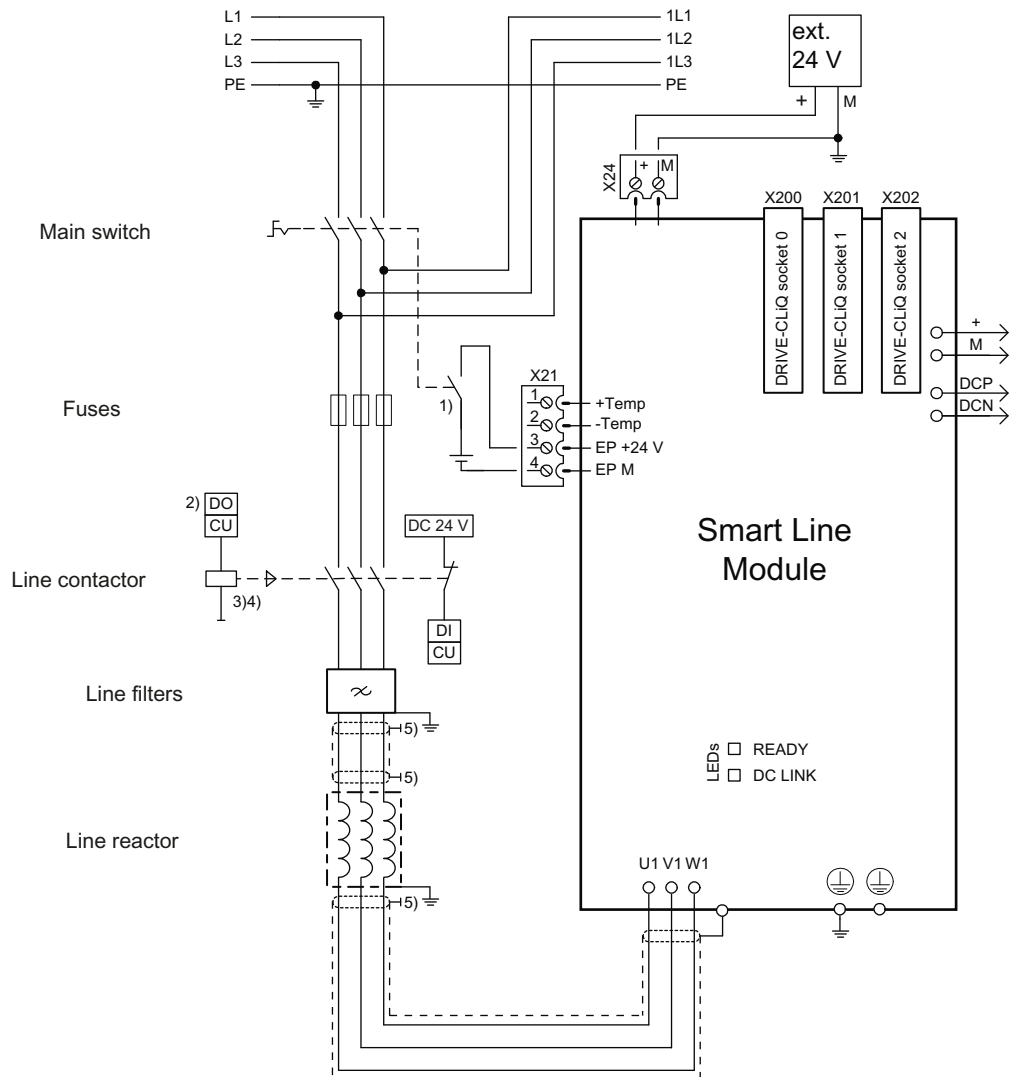 L1
L2
L3
PE
1L1
1L2
1L3
PE
ext.
24 V
+
M
X24
+ M
X200
X201
X202
DRIVE-CLiQ socket 0
DRIVE-CLiQ socket 1
DRIVE-CLiQ socket 2
Main switch
+
M
DCP
DCN
X21
1)
1
2
3
4
+Temp
-Temp
EP +24 V
EP M
Fuses
2)
DO
CU
DC 24 V
Smart Line
Module
Line contactor
3)4)
DI
CU
Line filters
5)
5)
LEDs
READY
DC LINK
Line reactor
U1 V1 W1
5)